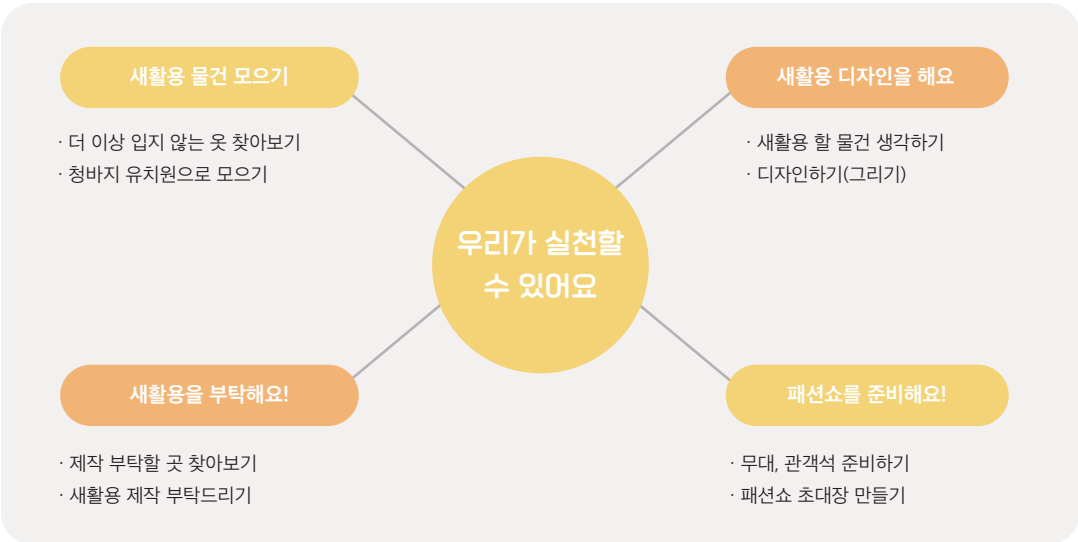 새활용 물건 모으기
· 더 이상 입지 않는 옷 찾아보기
· 청바지 유치원으로 모으기
새활용 디자인을 해요
· 새활용 할 물건 생각하기
· 디자인하기(그리기)
우리가 실천할
수 있어요
새활용을 부탁해요!
· 제작 부탁할 곳 찾아보기
· 새활용 제작 부탁드리기
패션쇼를 준비해요!
· 무대, 관객석 준비하기
· 패션쇼 초대장 만들기